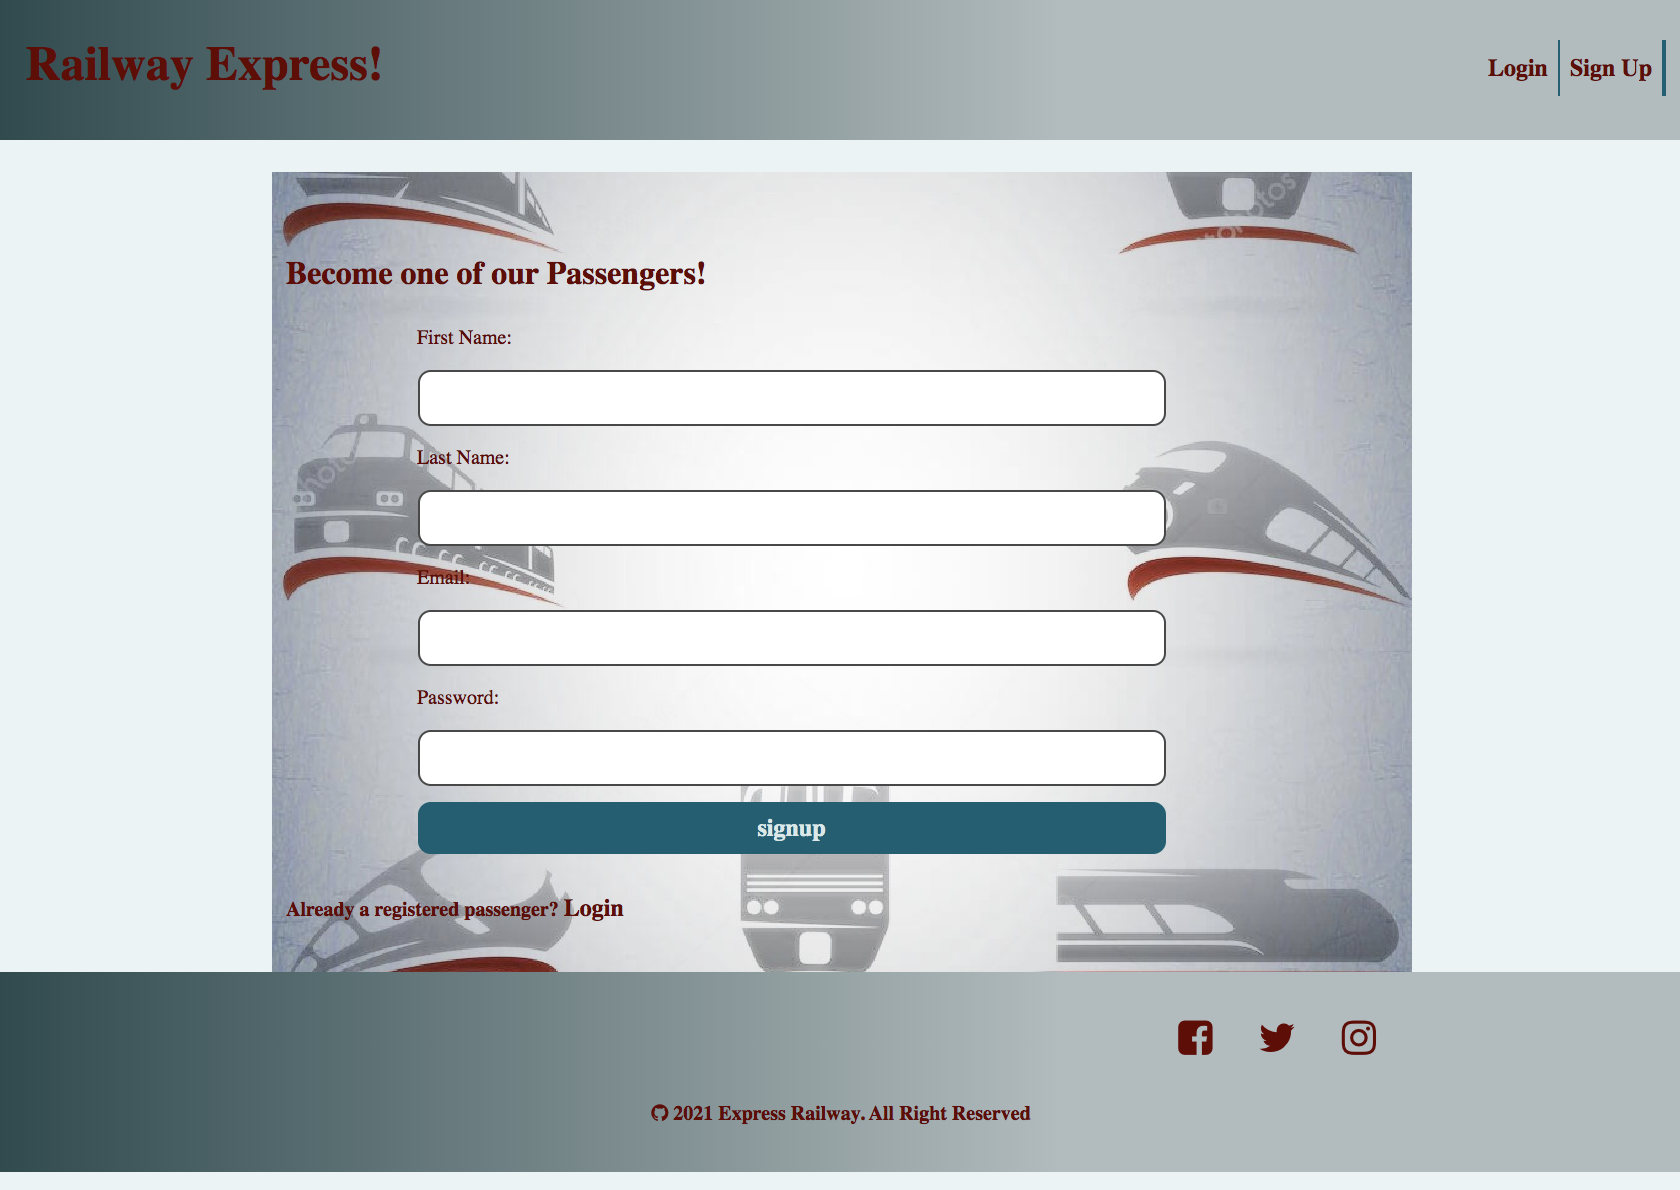 Railway Express!
Login
Sign Up
Become one of our Passengers!
First Name:
Last Name:
Email:
Password:
signup
Already a registered passenger? Login
2021 Express Railway. All Right Reserved